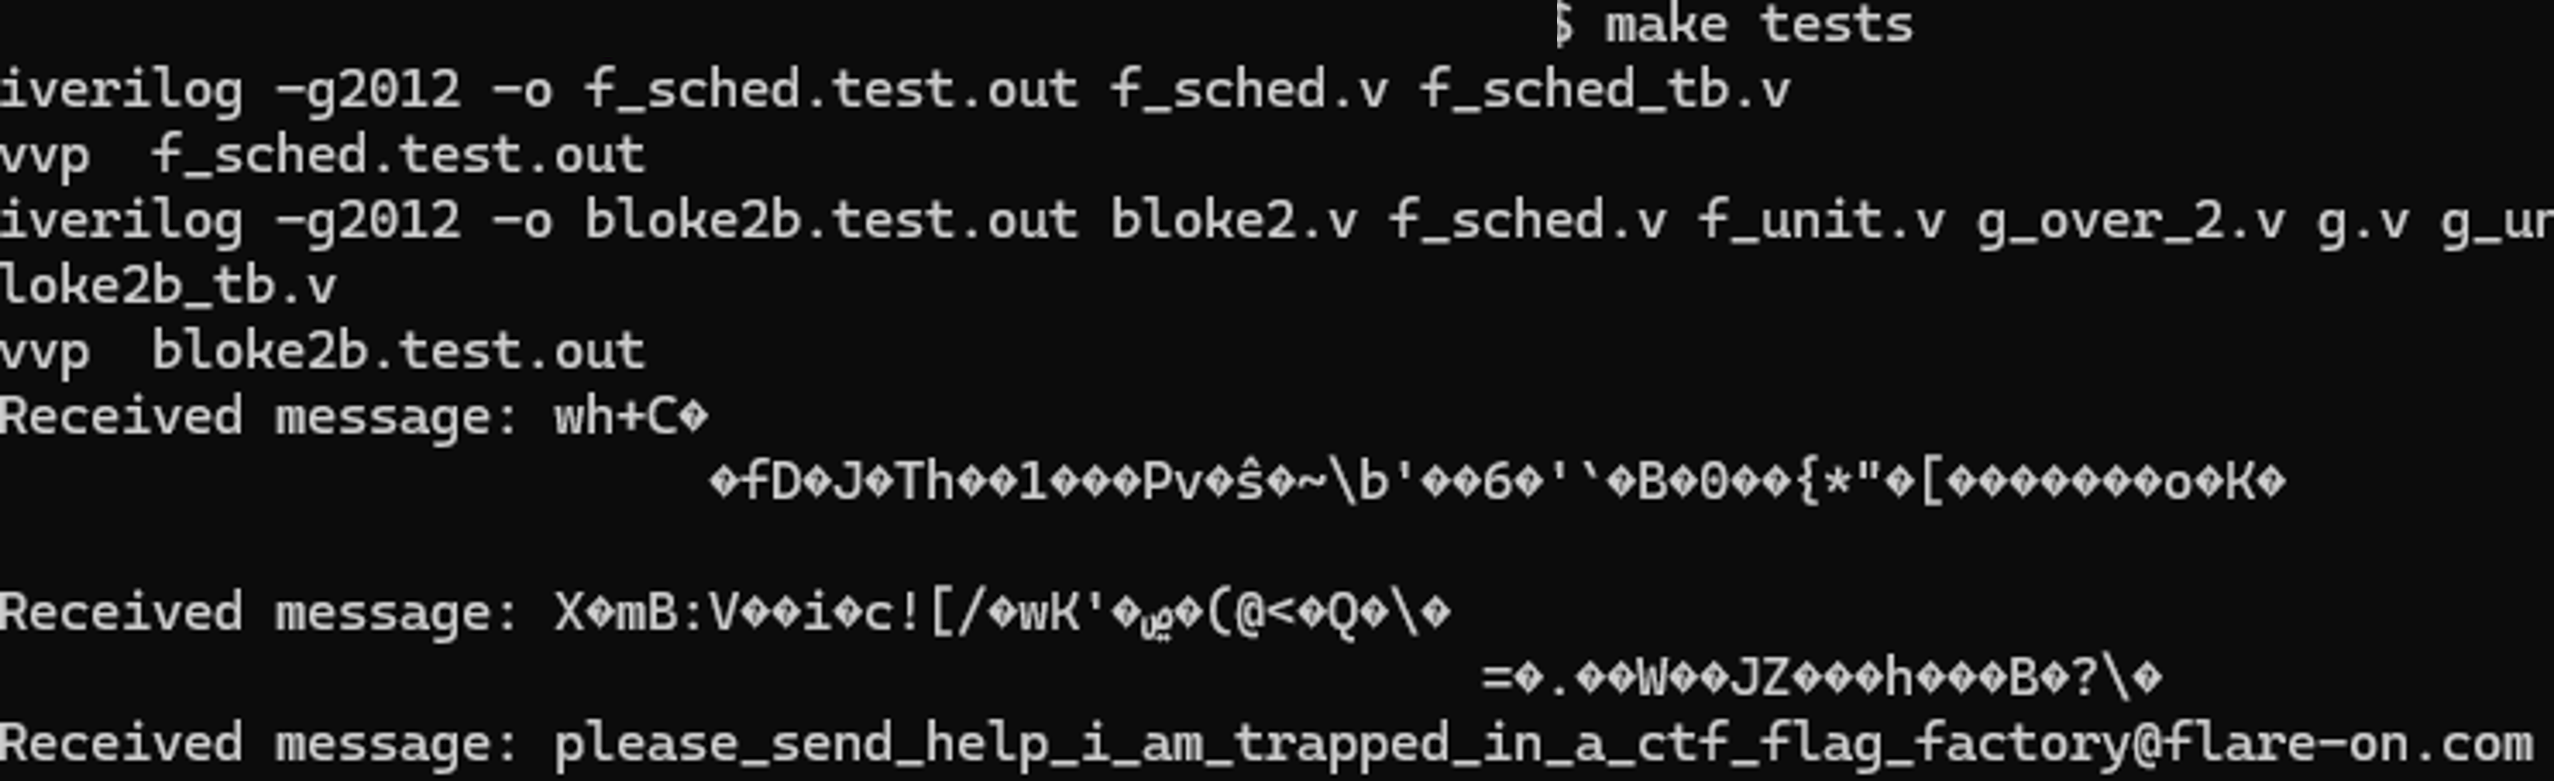 $ make tests
iverilog -g2012 -o f_sched.test.out f_sched.v f_sched_tb.v
vvp  f_sched.test.out
iverilog -g2012 -o bloke2b.test.out bloke2.v f_sched.v f_unit.v g_over_2.v g.v
loke2b_tb.v
vvp  bloke2b.test.out
Received message: wh+C�
�fD�J�Th��1���Pv�ŝ�~\b'��6�'`�B�0��{*"�[�������o�K�
Received message: X�mB:V��i�c![/�wK'��(@<�Q�\�
=�.��W��JZ���h���B�?\�
Received message: please_send_help_i_am_trapped_in_a_ctf_flag_factory@flare-on.com